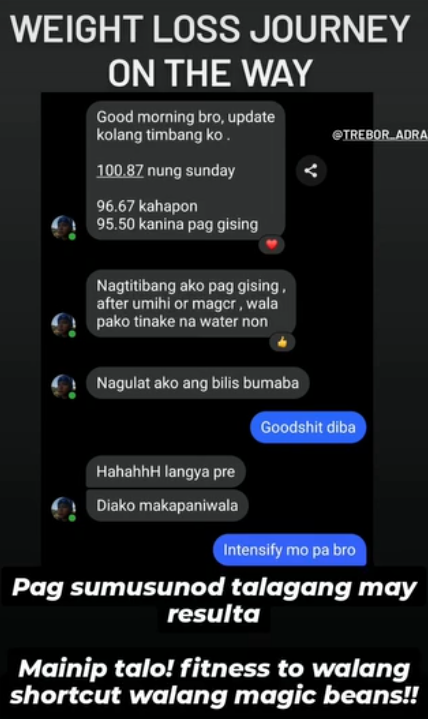 WEIGHT LOSS JOURNEY
ON THE WAY
Good morning bro, update
kolang timbang ko .
@TREBOR_ADRA
100.87 nung sunday
96.67 kahapon
95.50 kanina pag gising
Nagtitibang ako pag gising ,
after umihi or magcr , wala
pako tinake na water non
Nagulat ako ang bilis bumaba
Goodshit diba
HahahhH langya pre
Diako makapaniwala
Intensify mo pa bro
Pag sumusunod talagang may
resulta
Mainip talo! fitness to walang
shortcut walang magic beans!!